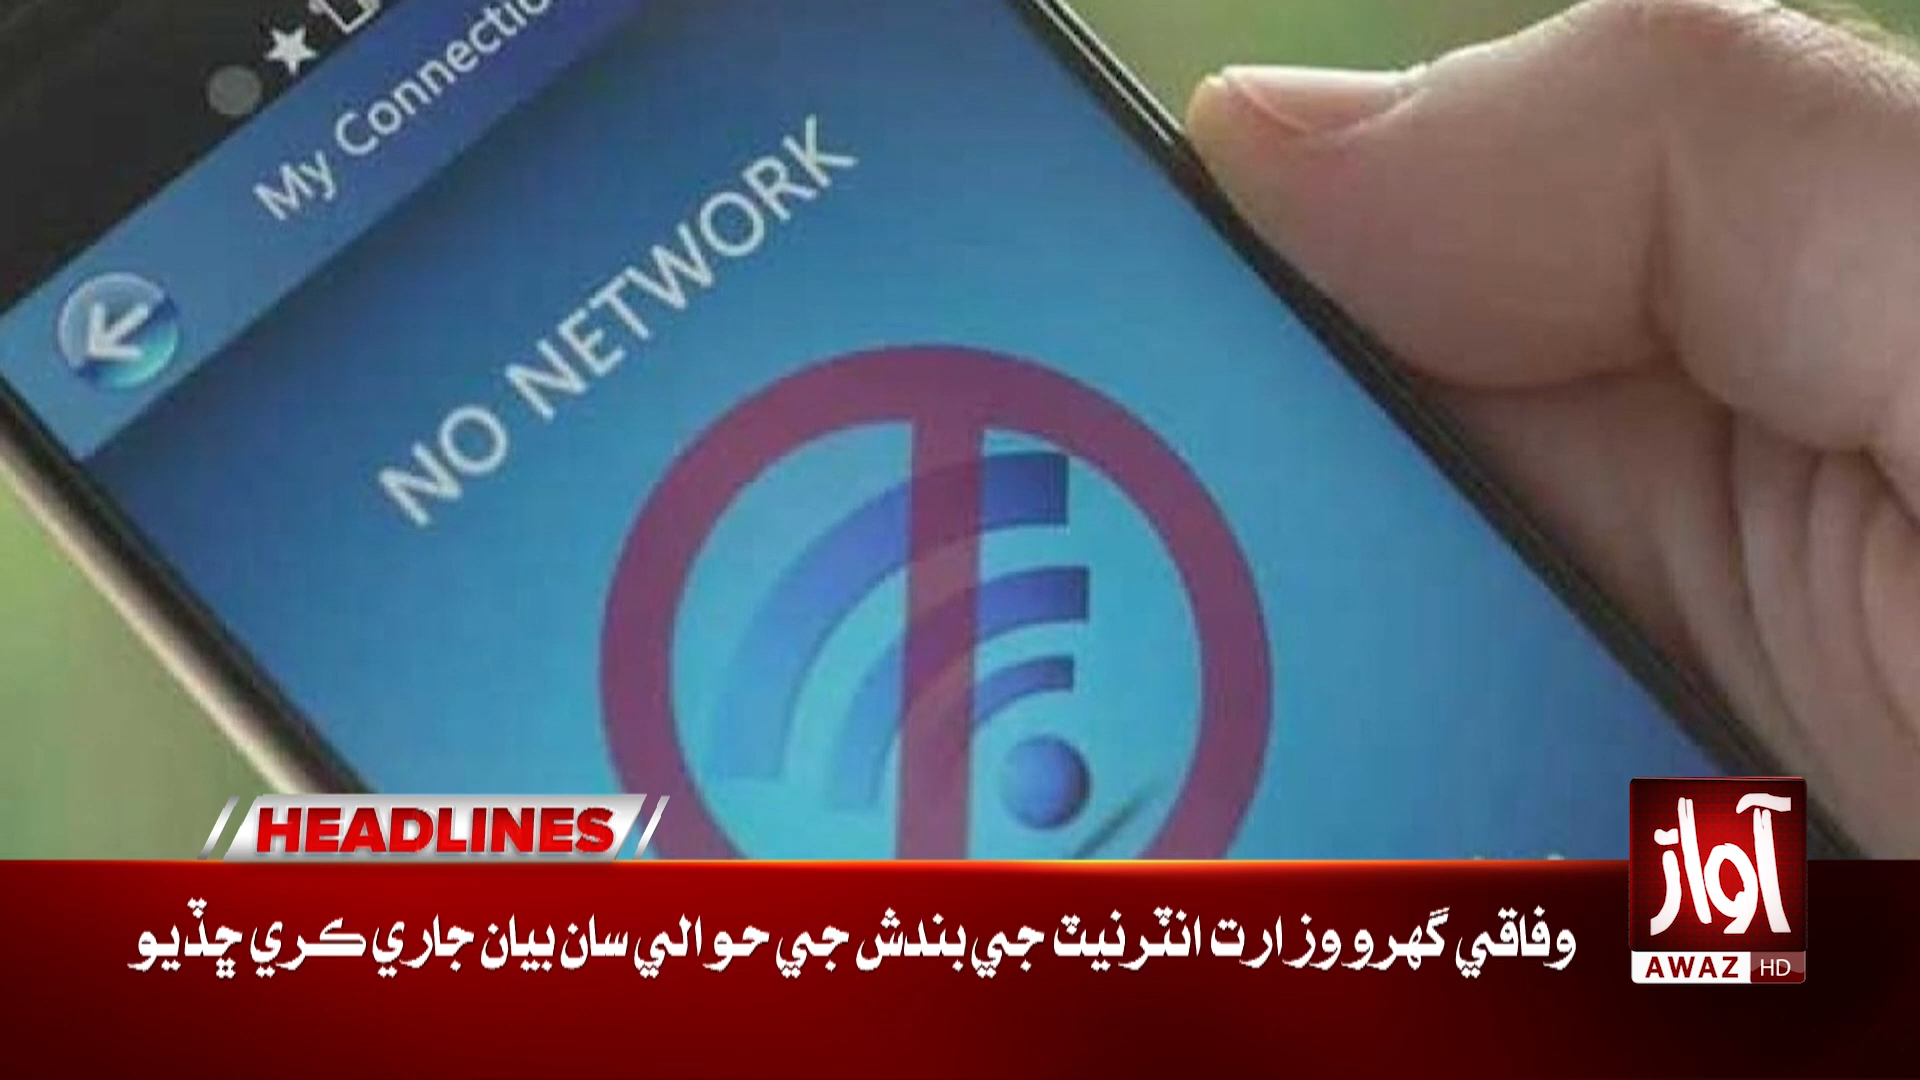 My Connectio
NO NETWORK
HEADLINES
وفاقي گهرو وزارت انٽرنيٽ جي بندش جي حوالي سان بيان جاري ڪري ڇڏيو
آواز
AWAZ HD